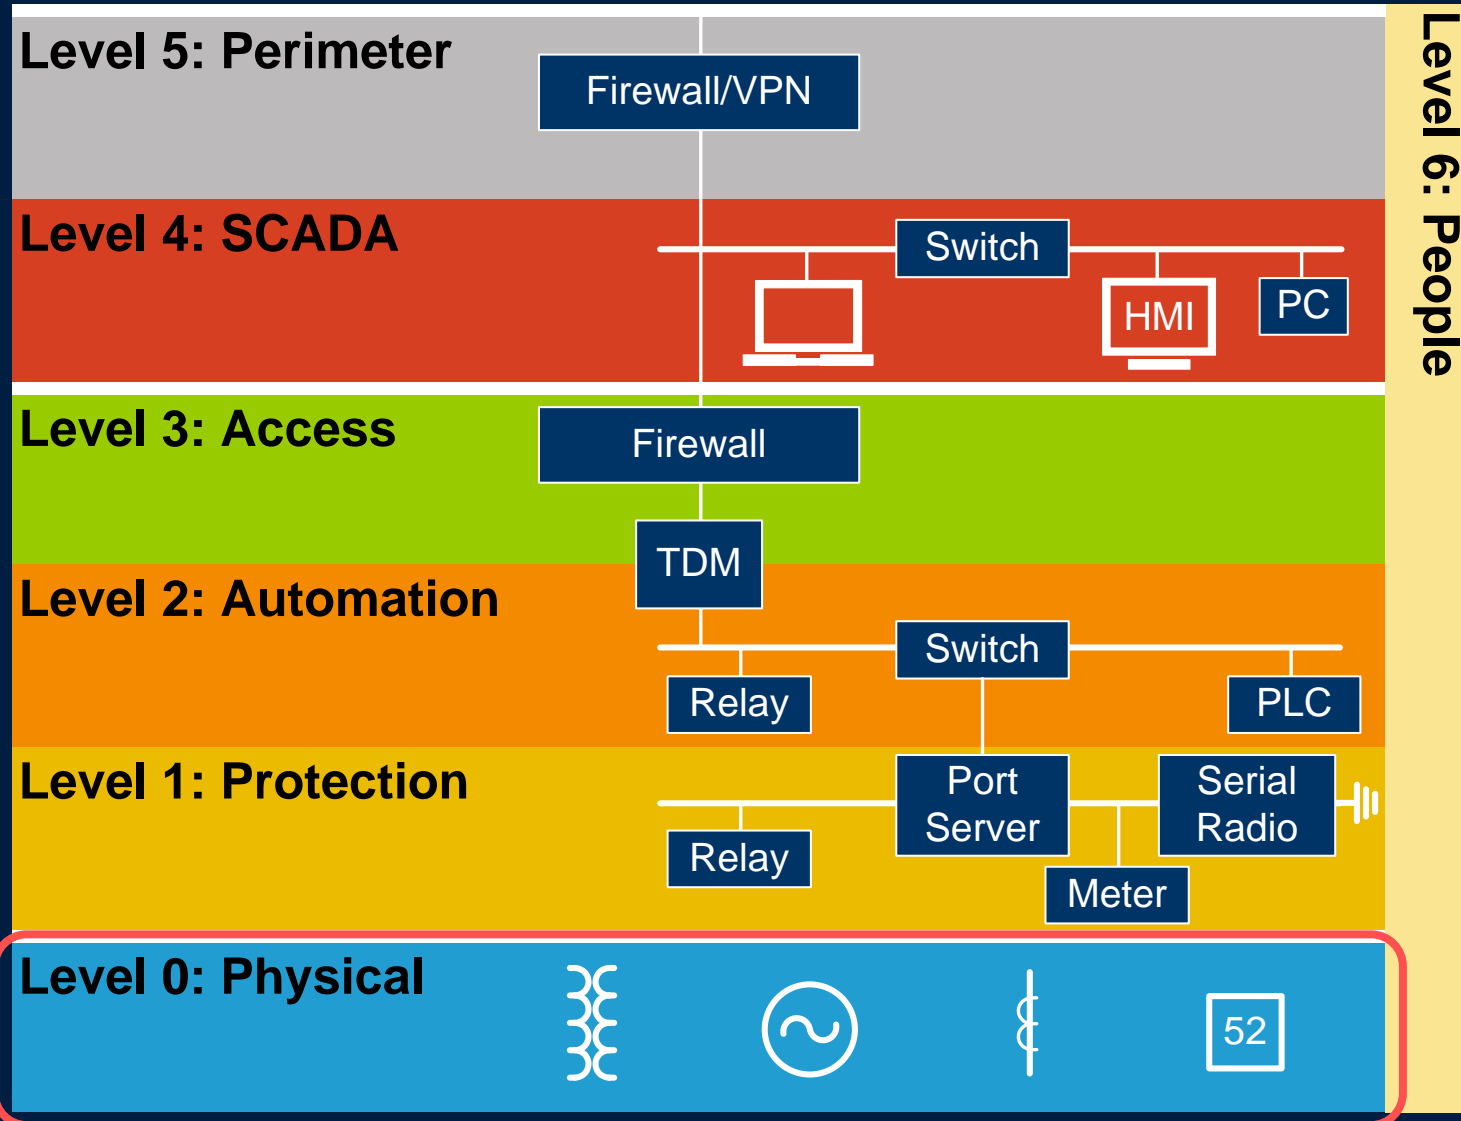 Level 5: Perimeter
Firewall/VPN
Level 4: SCADA
Switch
HMI
PC
Level 3: Access
Firewall
TDM
Level 2: Automation
Switch
Relay
PLC
Level 1: Protection
Port
Server
Serial
Radio
Relay
Meter
Level 0: Physical
52
Level 6: People